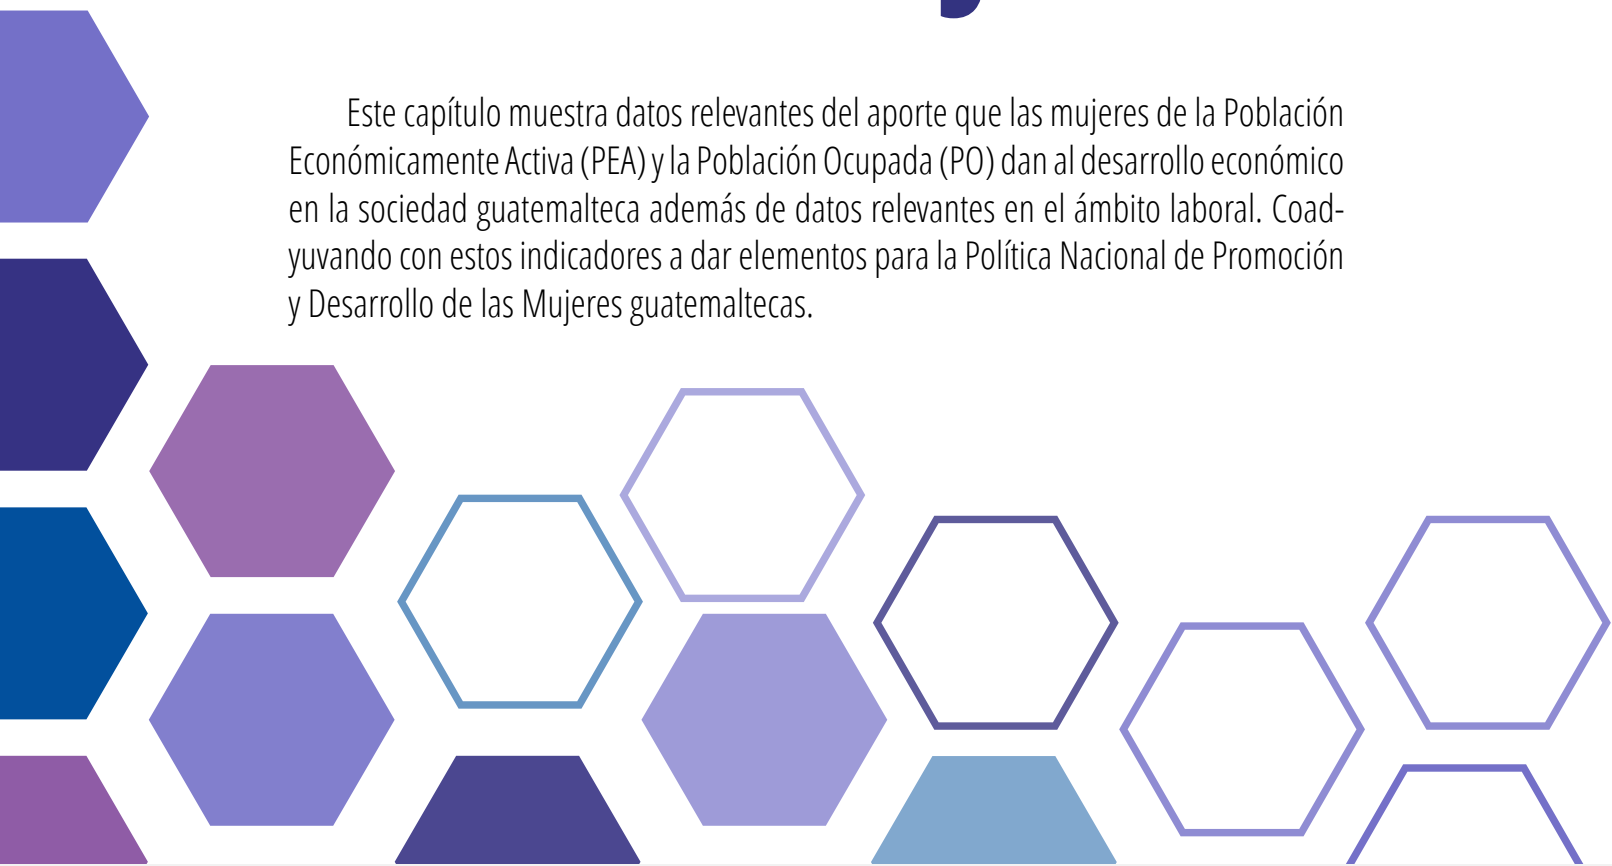 Este capítulo muestra datos relevantes del aporte que las mujeres de la Población
Económicamente Activa (PEA) y la Población Ocupada (PO) dan al desarrollo económico
en la sociedad guatemalteca además de datos relevantes en el ámbito laboral. Coad-
yuvando con estos indicadores a dar elementos para la Política Nacional de Promoción
y Desarrollo de las Mujeres guatemaltecas.